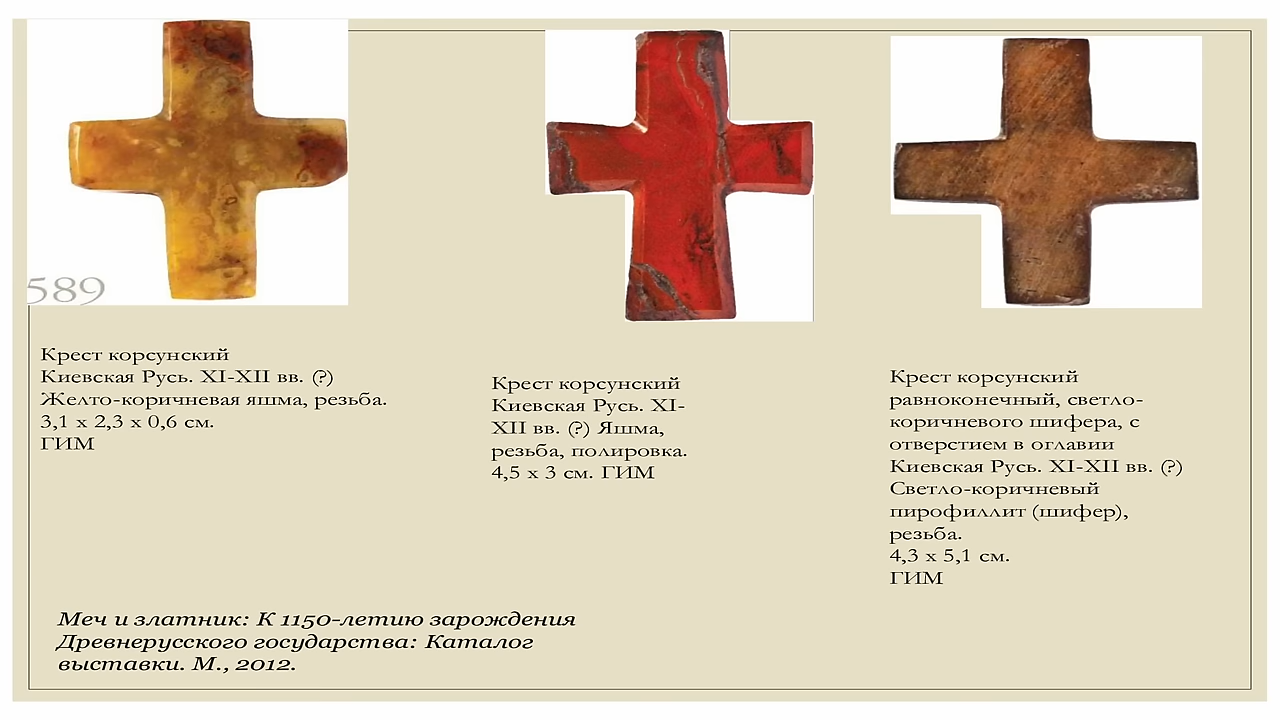 589
Крест корсунский
Киевская Русь. XI-XII вв. (?)
Желто-коричневая яшма, резьба.
3,1 х 2,3 х 0,6 см.
ГИМ
Крест корсунский
Киевская Русь. XI-
XII вв. (?) Яшма,
резьба, полировка.
4,5 х 3 см. ГИМ
Крест корсунский
равноконечный, светло-
коричневого шифера, с
отверстием в оглавии
Киевская Русь. XI-XII вв. (?)
Светло-коричневый
пирофиллит (шифер),
резьба.
4,3 х 5,1 см.
ГИМ
Меч и златник: К 1150-летию зарождения
Древнерусского государства: Каталог
выставки. М., 2012.